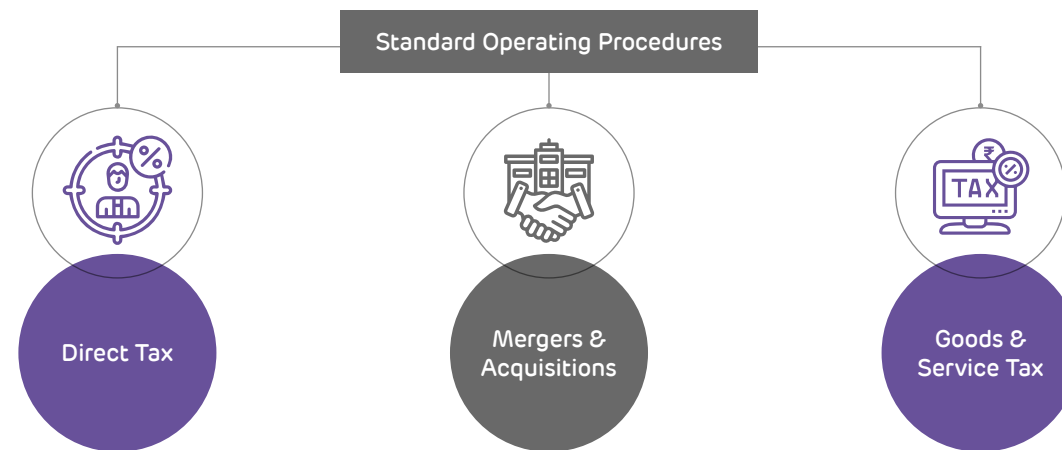 Standard Operating Procedures
₹
%
%
TAX
Direct Tax
Mergers &
Acquisitions
Goods &
Service Tax